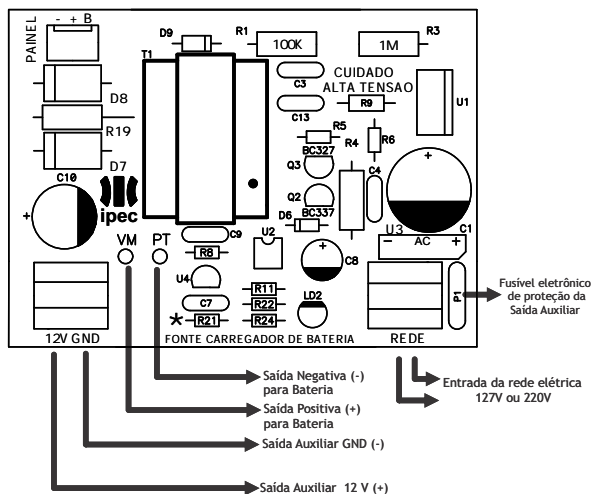 PAINEL
- + B
D9
R1
100K
1M
R3
T1
C3
CUIDADO
ALTA TENSAO
C13
R9
U1
D8
R19
R5
BC327
Q3
R4
R6
D7
C4
+
C10
ipec
Q2
BC337
+
D6
VM
PT
C9
U2
+
U3
C1
- AC +
R8
C8
U4
C7
R11
R22
LD2
P1
* R21
R24
12V GND
FONTE CARREGADOR DE BATERIA
REDE
Fusível eletrônico
de proteção da
Saída Auxiliar
Saída Negativa (-)
para Bateria
Saída Positiva (+)
para Bateria
Entrada da rede elétrica
127V ou 220V
Saída Auxiliar GND (-)
Saída Auxiliar 12 V (+)